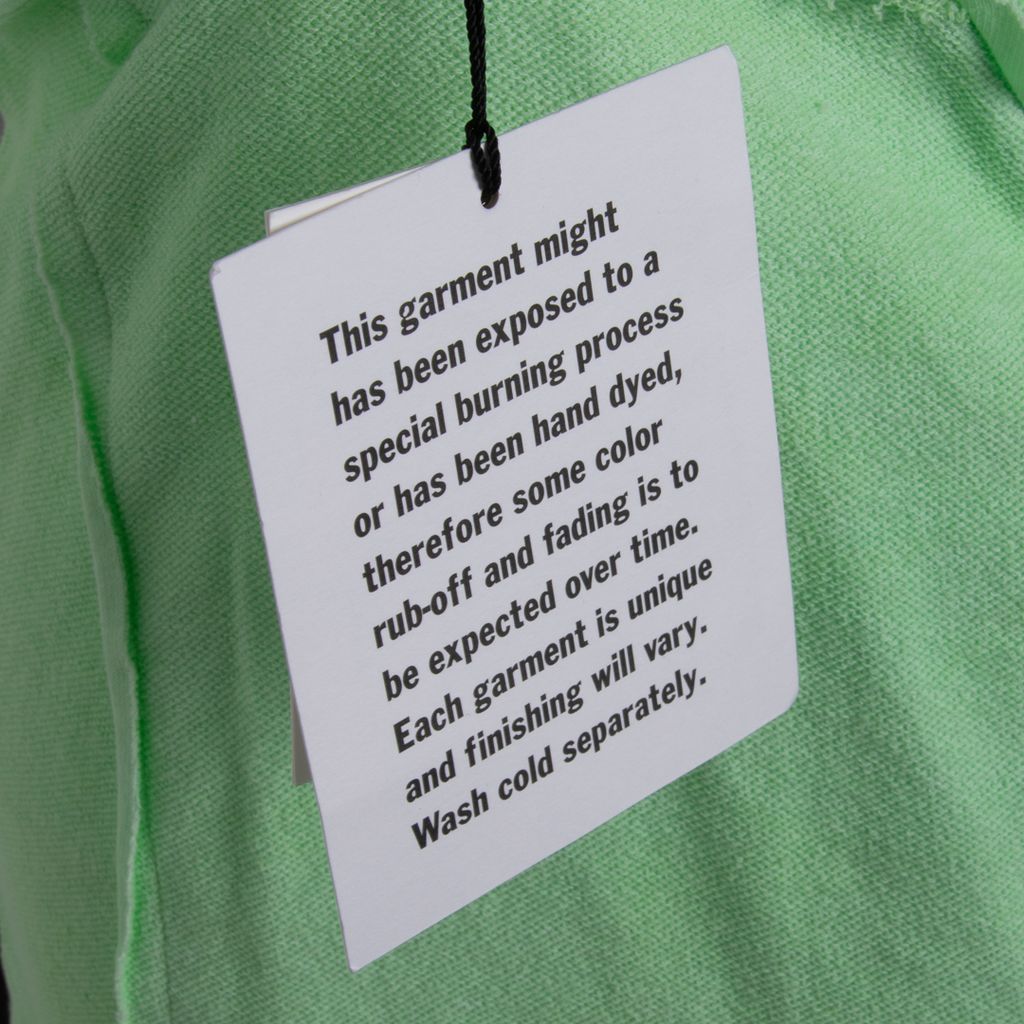 This garment might
has been exposed to a
special burning process
or has been hand dyed,
therefore some color
rub-off and fading is to
be expected over time.
Each garment is unique
and finishing will vary.
Wash cold separately.